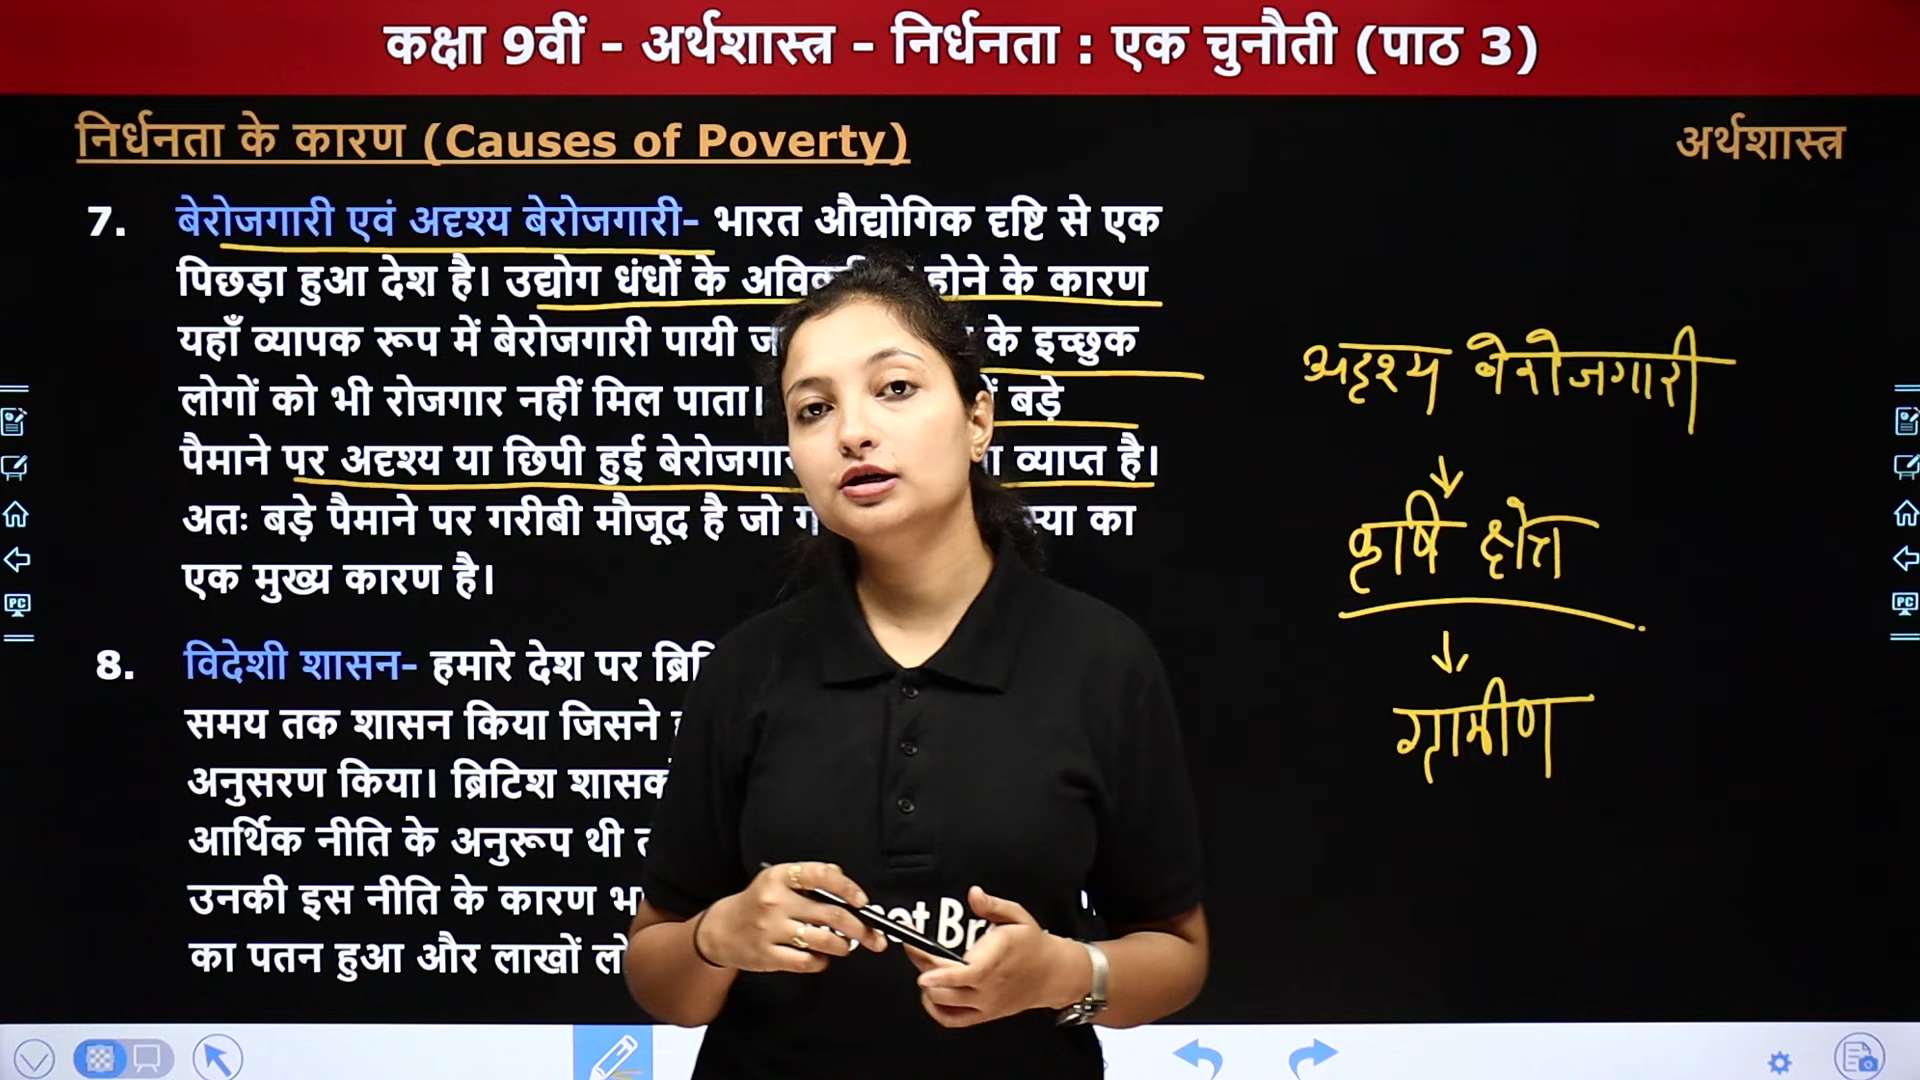 कक्षा 9वीं - अर्थशास्त्र - निर्धनता : एक चुनौती (पाठ 3)
निर्धनता के कारण (Causes of Poverty)
अर्थशास्त्र
7. बेरोजगारी एवं अदृश्य बेरोजगारी- भारत औद्योगिक दृष्टि से एक
पिछड़ा हुआ देश है। उद्योग धंधों के होने के कारण
यहाँ व्यापक रूप में बेरोजगारी पायी के इच्छुक
लोगों को भी रोजगार नहीं मिल पाता। बड़े
पैमाने पर अदृश्य या छिपी हुई व्याप्त है।
अतः बड़े पैमाने पर गरीबी मौजूद है जो का
एक मुख्य कारण है।
8. विदेशी शासन- हमारे देश पर
समय तक शासन किया जिसने
अनुसरण किया। ब्रिटिश
आर्थिक नीति के अनुरूप थी
उनकी इस नीति के कारण
का पतन हुआ और लाखों
अदृश्य बेरोजगारी
कृषि क्षेत्र
ग्रामीण
PC
PC